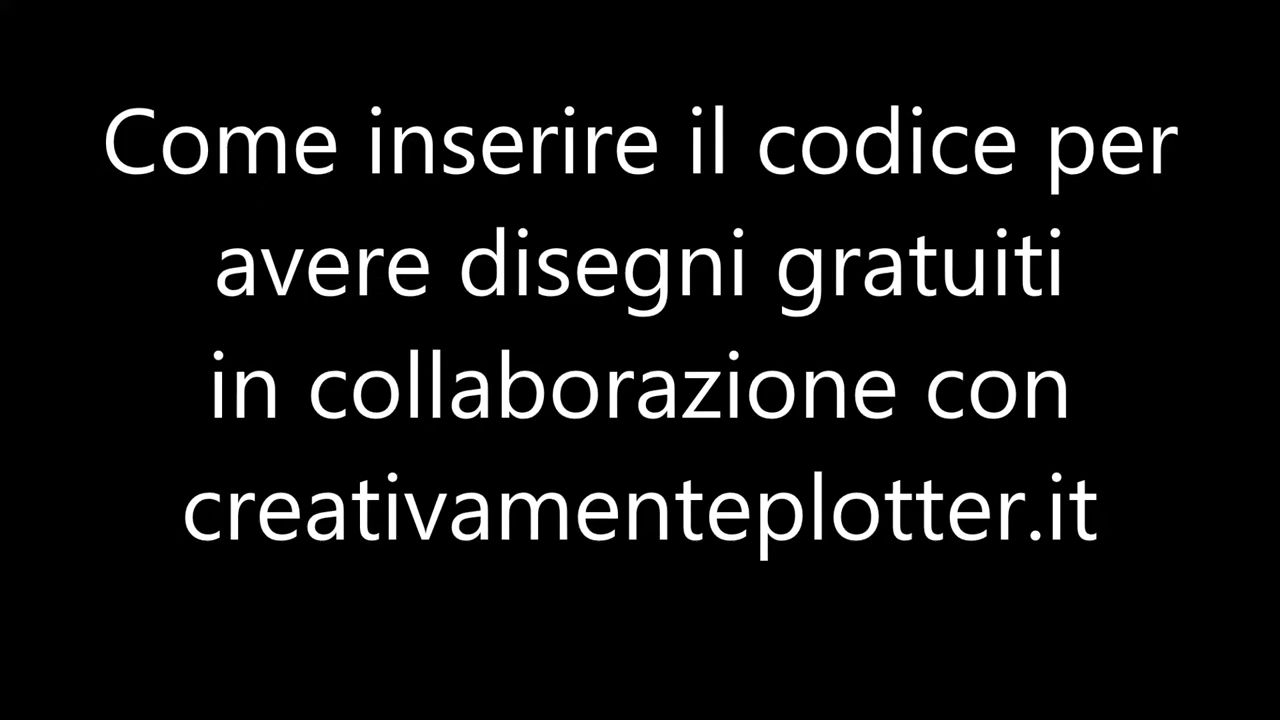 Come inserire il codice per
avere disegni gratuiti
in collaborazione con
creativamenteplotter.it